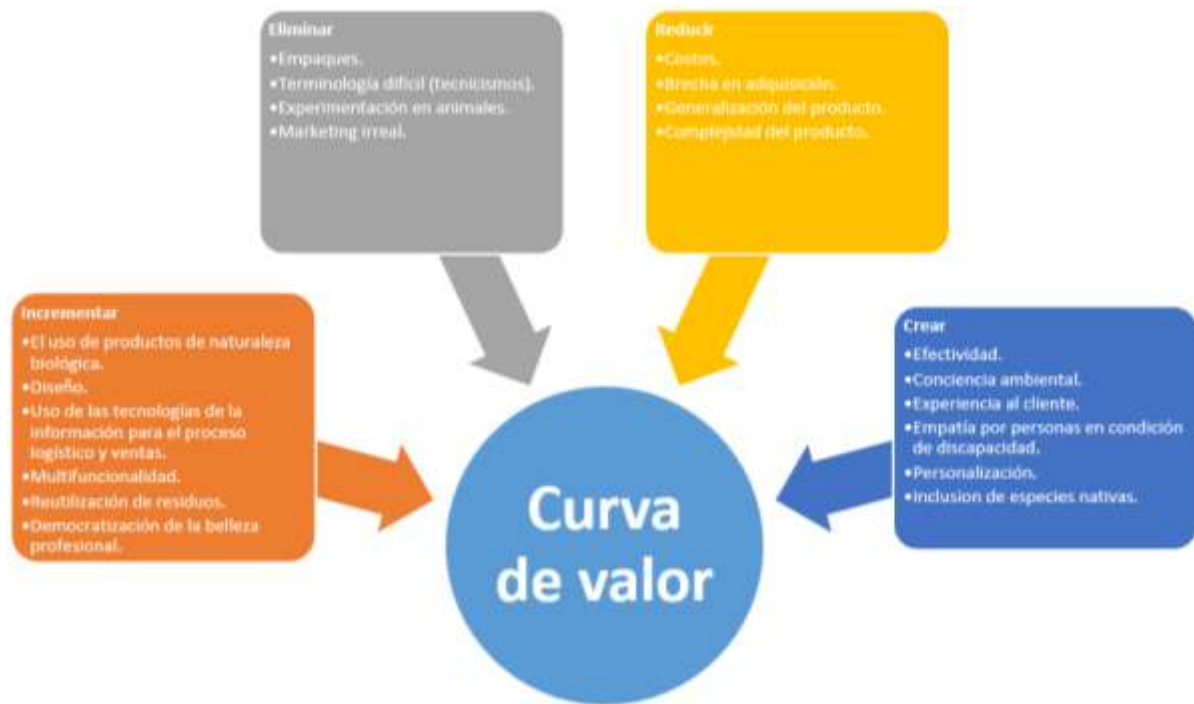 Eliminar
•Empaques.
•Terminología difícil (tecnicismos).
•Experimentación en animales.
•Marketing irreal.
Reducir
•Costos.
•Brecha en adquisición.
•Generalización del producto.
•Complejidad del producto.
Incrementar
•El uso de productos de naturaleza
biológica.
•Diseño.
•Uso de las tecnologías de la
información para el proceso
logístico y ventas.
•Multifuncionalidad.
•Reutilización de residuos.
•Democratización de la belleza
profesional.
Crear
•Efectividad.
•Conciencia ambiental.
•Experiencia al cliente.
•Empatía por personas en condición
de discapacidad.
•Personalización.
•Inclusion de especies nativas.
Curva
de valor